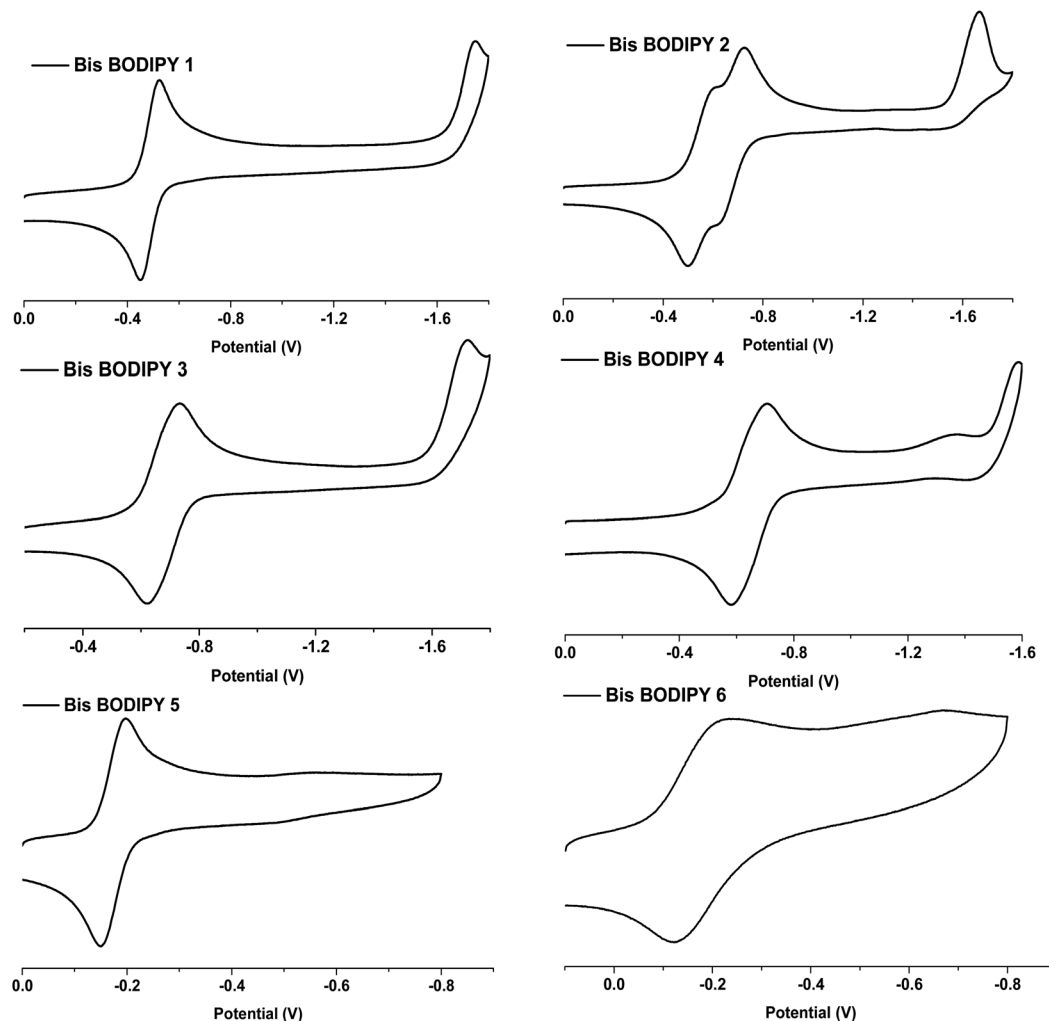 Bis BODIPY 1
0.0 -0.4 -0.8 -1.2 -1.6
Potential (V)
Bis BODIPY 2
0.0 -0.4 -0.8 -1.2 -1.6
Potential (V)
Bis BODIPY 3
-0.4 -0.8 -1.2 -1.6
Potential (V)
Bis BODIPY 4
0.0 -0.4 -0.8 -1.2 -1.6
Potential (V)
Bis BODIPY 5
0.0 -0.2 -0.4 -0.6 -0.8
Potential (V)
Bis BODIPY 6
0.0 -0.2 -0.4 -0.6 -0.8
Potential (V)